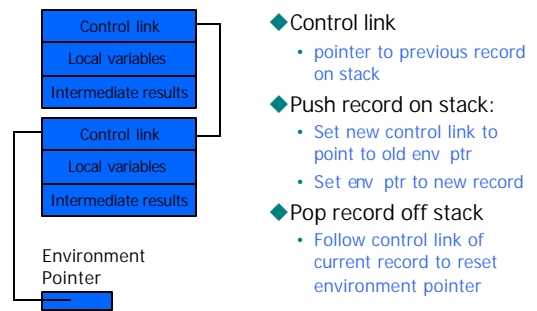 Control link
Local variables
Intermediate results
Control link
Local variables
Intermediate results
Environment
Pointer
◆Control link
• pointer to previous record
on stack
◆Push record on stack:
• Set new control link to
point to old env ptr
• Set env ptr to new record
◆Pop record off stack
• Follow control link of
current record to reset
environment pointer